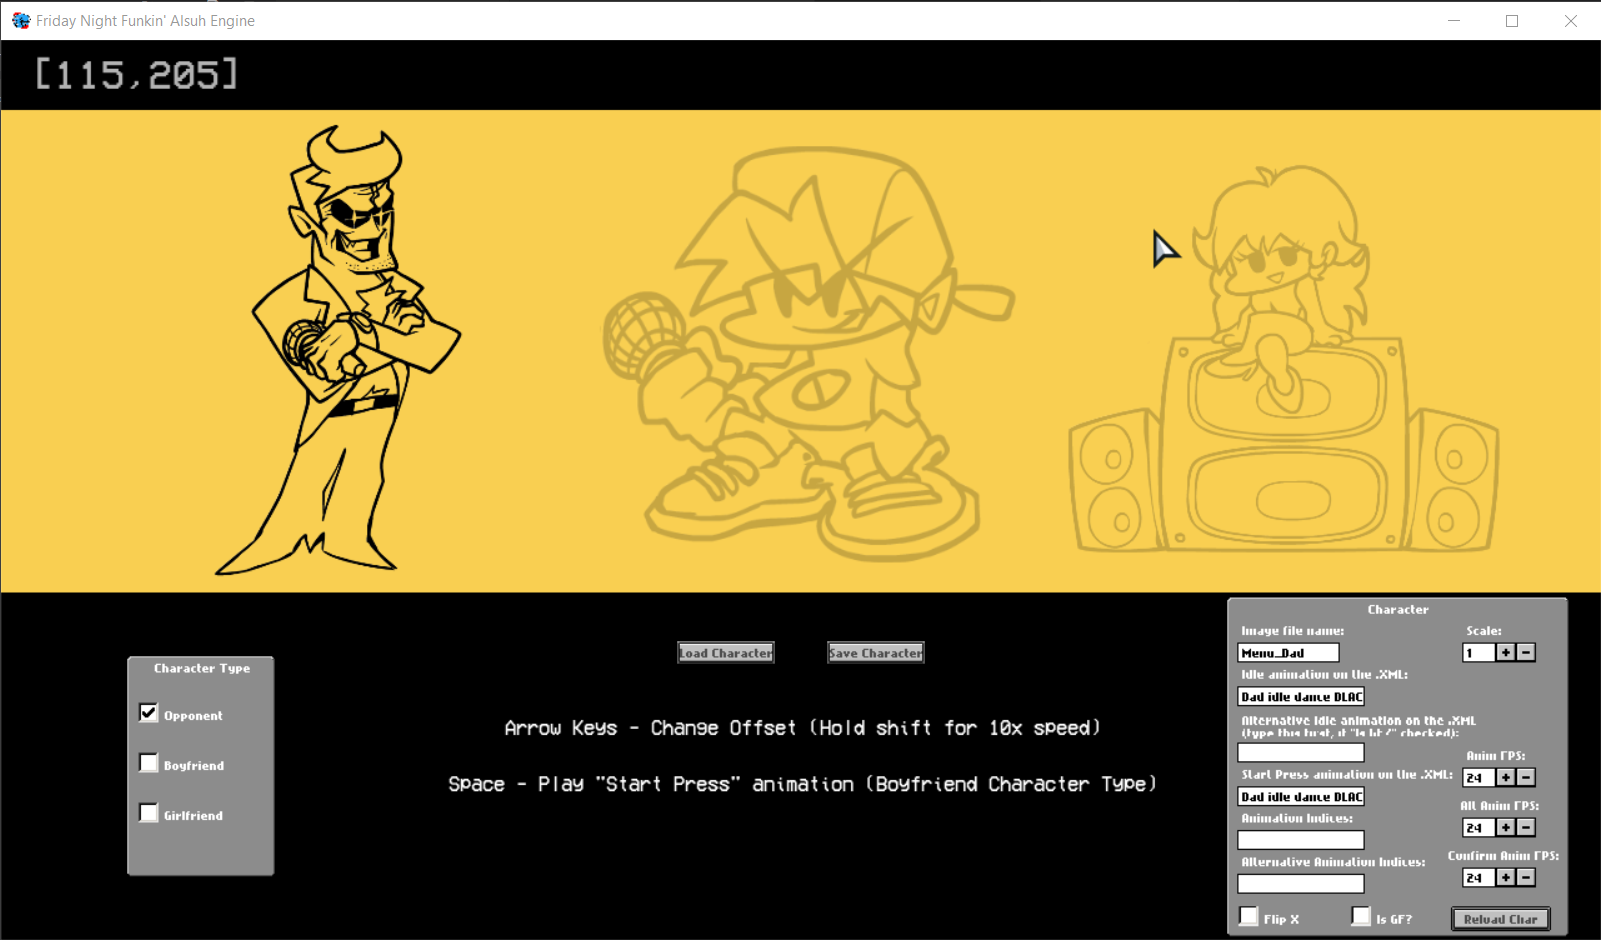 Friday Night Funkin' Alsuh Engine
[115,205]
Character Type
Opponent
Boyfriend
Girlfriend
Load Character
Save Character
Arrow Keys - Change Offset (Hold shift for 10x speed)
Space - Play "Start Press" animation (Boyfriend Character Type)
Character
Image file name:
Scale:
Menu_Dad
1 + -
Idle animation on the .XML:
Dad idle dance BLAC
Alternative Idle animation on the .XML
(type this first, if "Is GF?" checked):
Anim FPS:
Start Press animation on the .XML:
24 + -
Dad idle dance BLAC
Alt Anim FPS:
Animation Indices:
24 + -
Alternative Animation Indices:
Confirm Anim FPS:
24 + -
Flip X
Is GF?
Reload Char